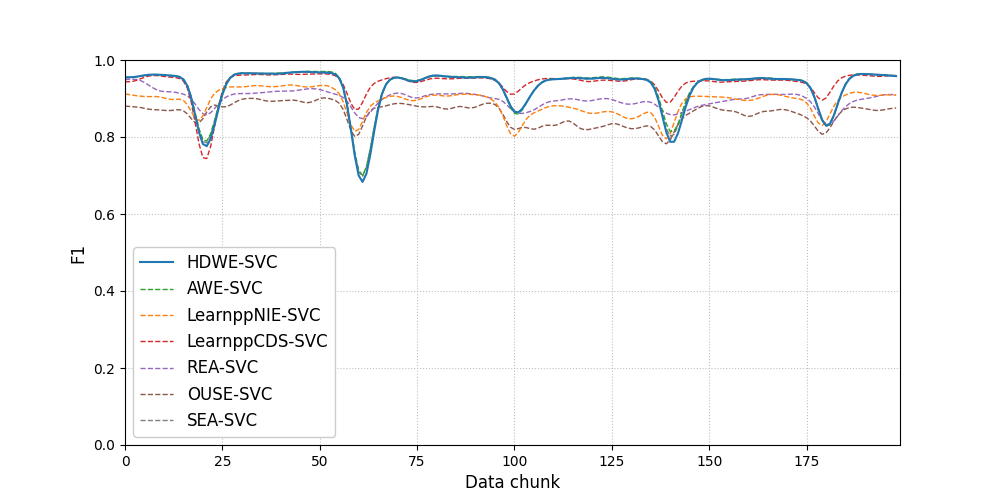 1.0
0.8
0.6
0.4
0.2
0.0
F1
HDWE-SVC
AWE-SVC
LearnppNIE-SVC
LearnppCDS-SVC
REA-SVC
OUSE-SVC
SEA-SVC
0 25 50 75 100 125 150 175
Data chunk